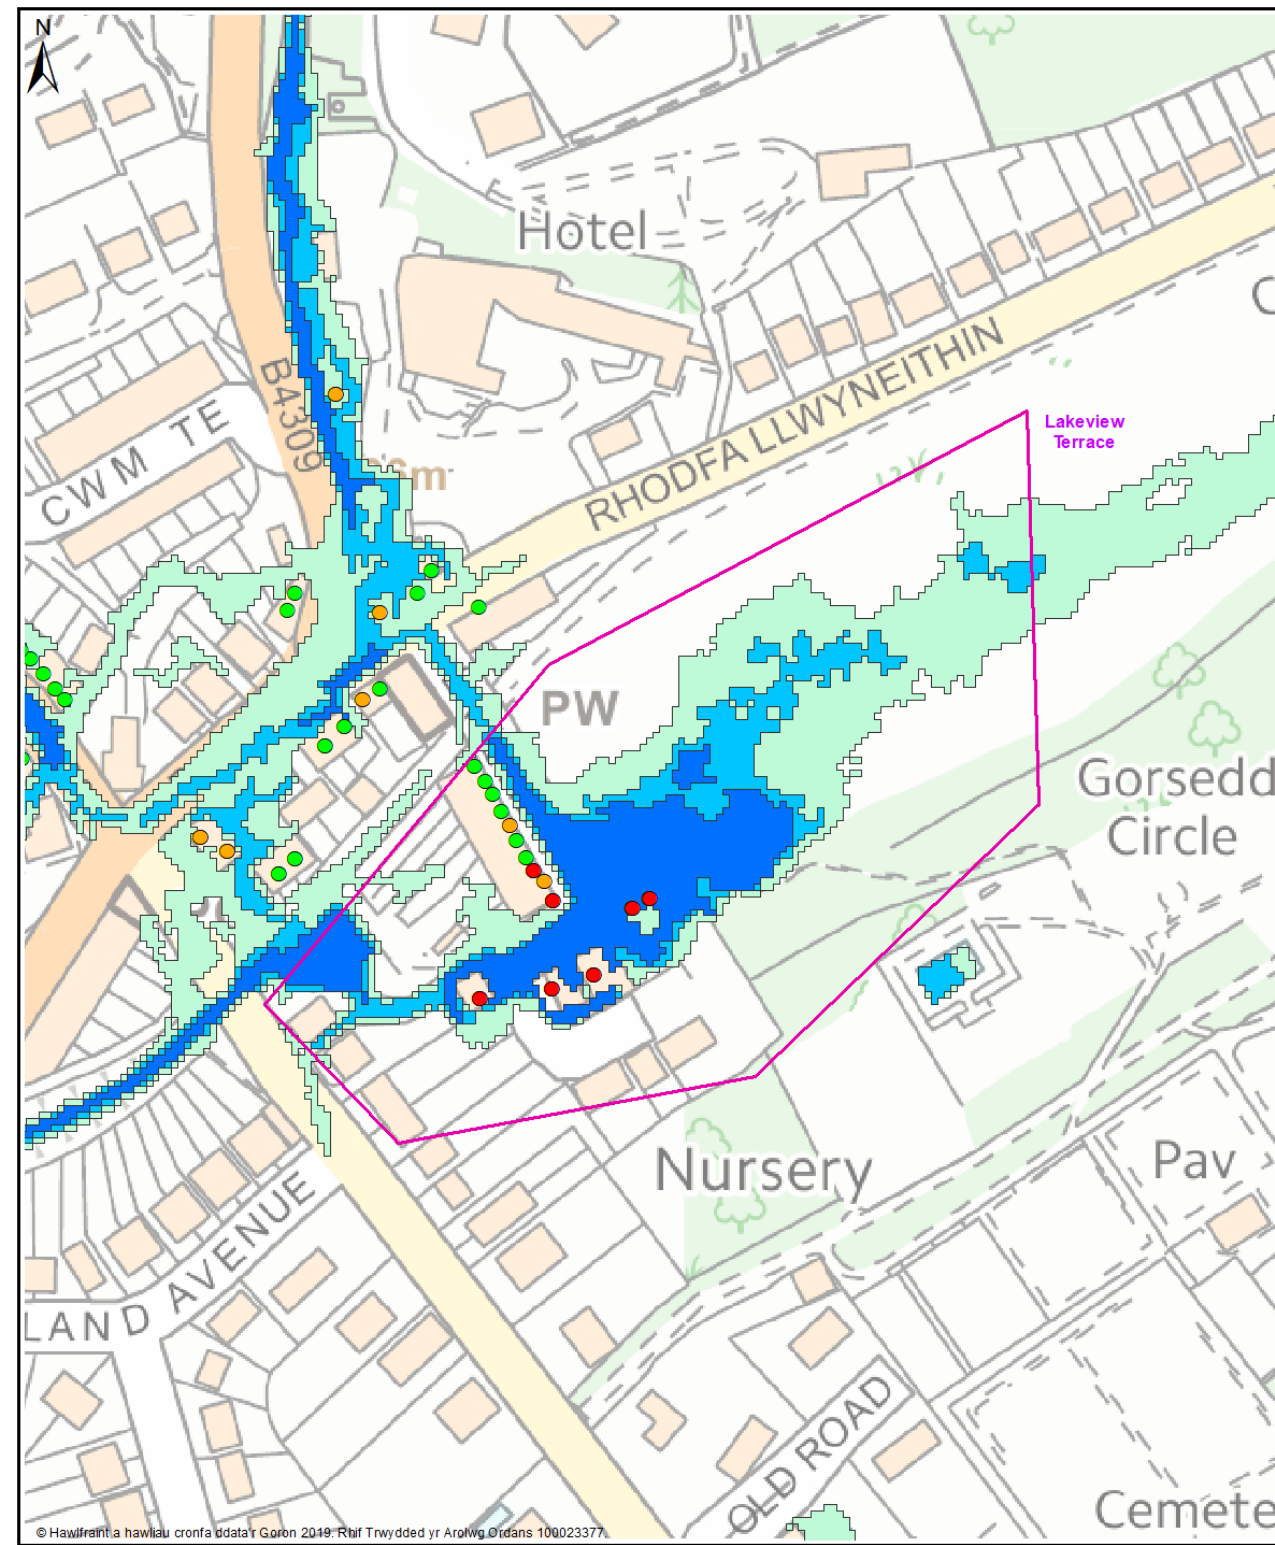 N
Hotel
B4309
CWM TE
RHODFA LLWYNEITHIN
Lakeview
Terrace
PW
Gorsedd
Circle
Nursery
Pav
LAND AVENUE
OLD ROAD
Cemete
© Hawlfraint a hawliau cronfa ddata'r Goron 2019. Rhif Trwydded yr Arolwg Ordans 100023377.